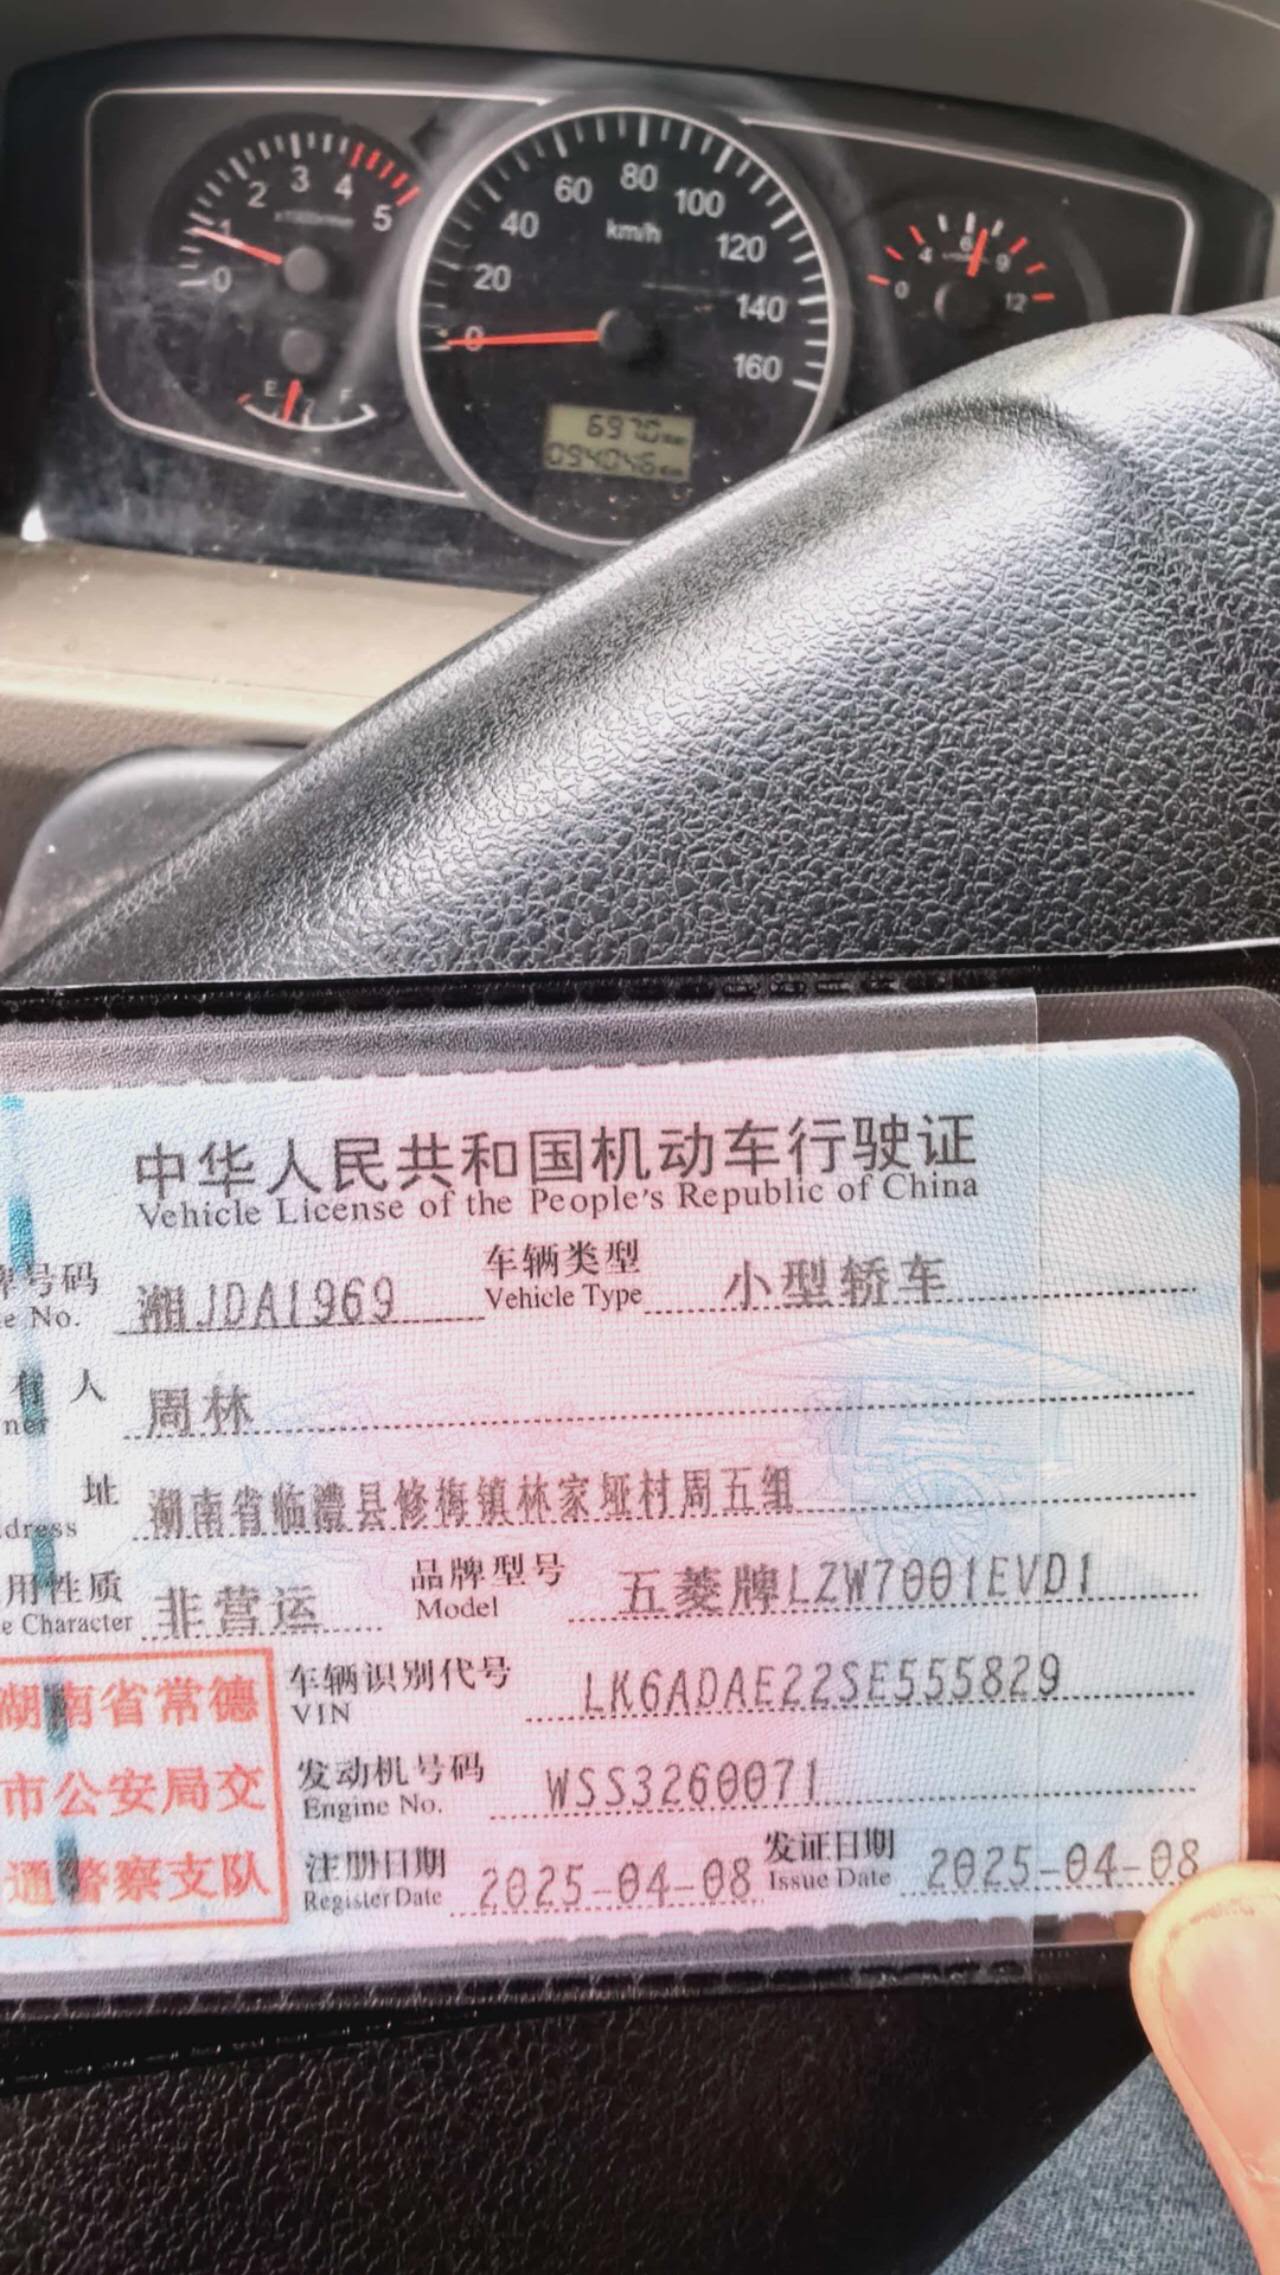 0 1 2 3 4 5
E F
0 20 40 60 80 100 120 140 160
km/h
0 4 6 9 12
697.0 km
094046 km
中华人民共和国机动车行驶证
Vehicle License of the People's Republic of China
牌号码 湘JDA1969 车辆类型 小型轿车
e No. Vehicle Type
有人 周林
ner
址 湖南省临澧县修梅镇林家垭村周五组
dress
用性质 非营运 品牌型号 五菱牌LZW7001EVD1
e Character Model
湖南省常德
市公安局交
通警察支队
车辆识别代号 LK6ADAE22SE555829
VIN
发动机号码 WSS3260071
Engine No.
注册日期 2025-04-08 发证日期 2025-04-08
Register Date Issue Date